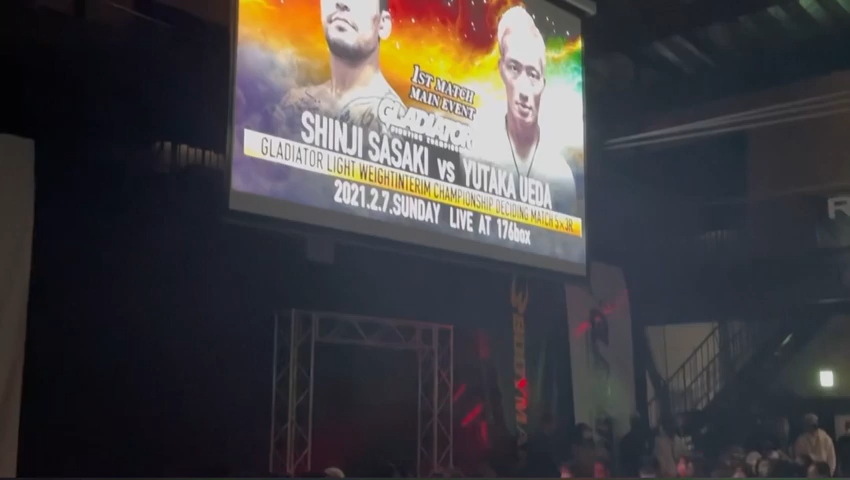 1ST MATCH
MAIN EVENT
GLADIATOR
SHINJI SASAKI VS YUTAKA UEDA
GLADIATOR LIGHT WEIGHTINTERIM CHAMPIONSHIP DECIDING MATCH 5×3R
2021.2.7.SUNDAY LIVE AT 176box